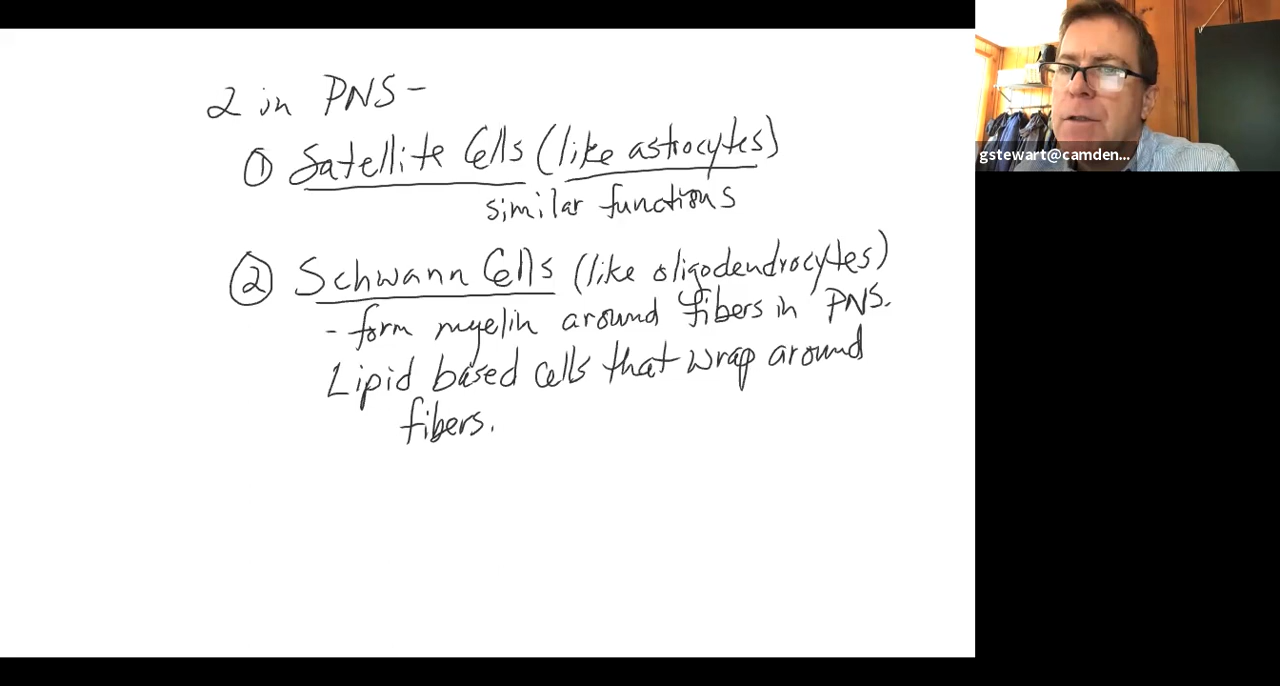 2 in PNS-
① Satellite Cells (like astrocytes)
similar functions
② Schwann Cells (like oligodendrocytes)
- form myelin around fibers in PNS.
Lipid based cells that wrap around
fibers.
gstewart@camden...